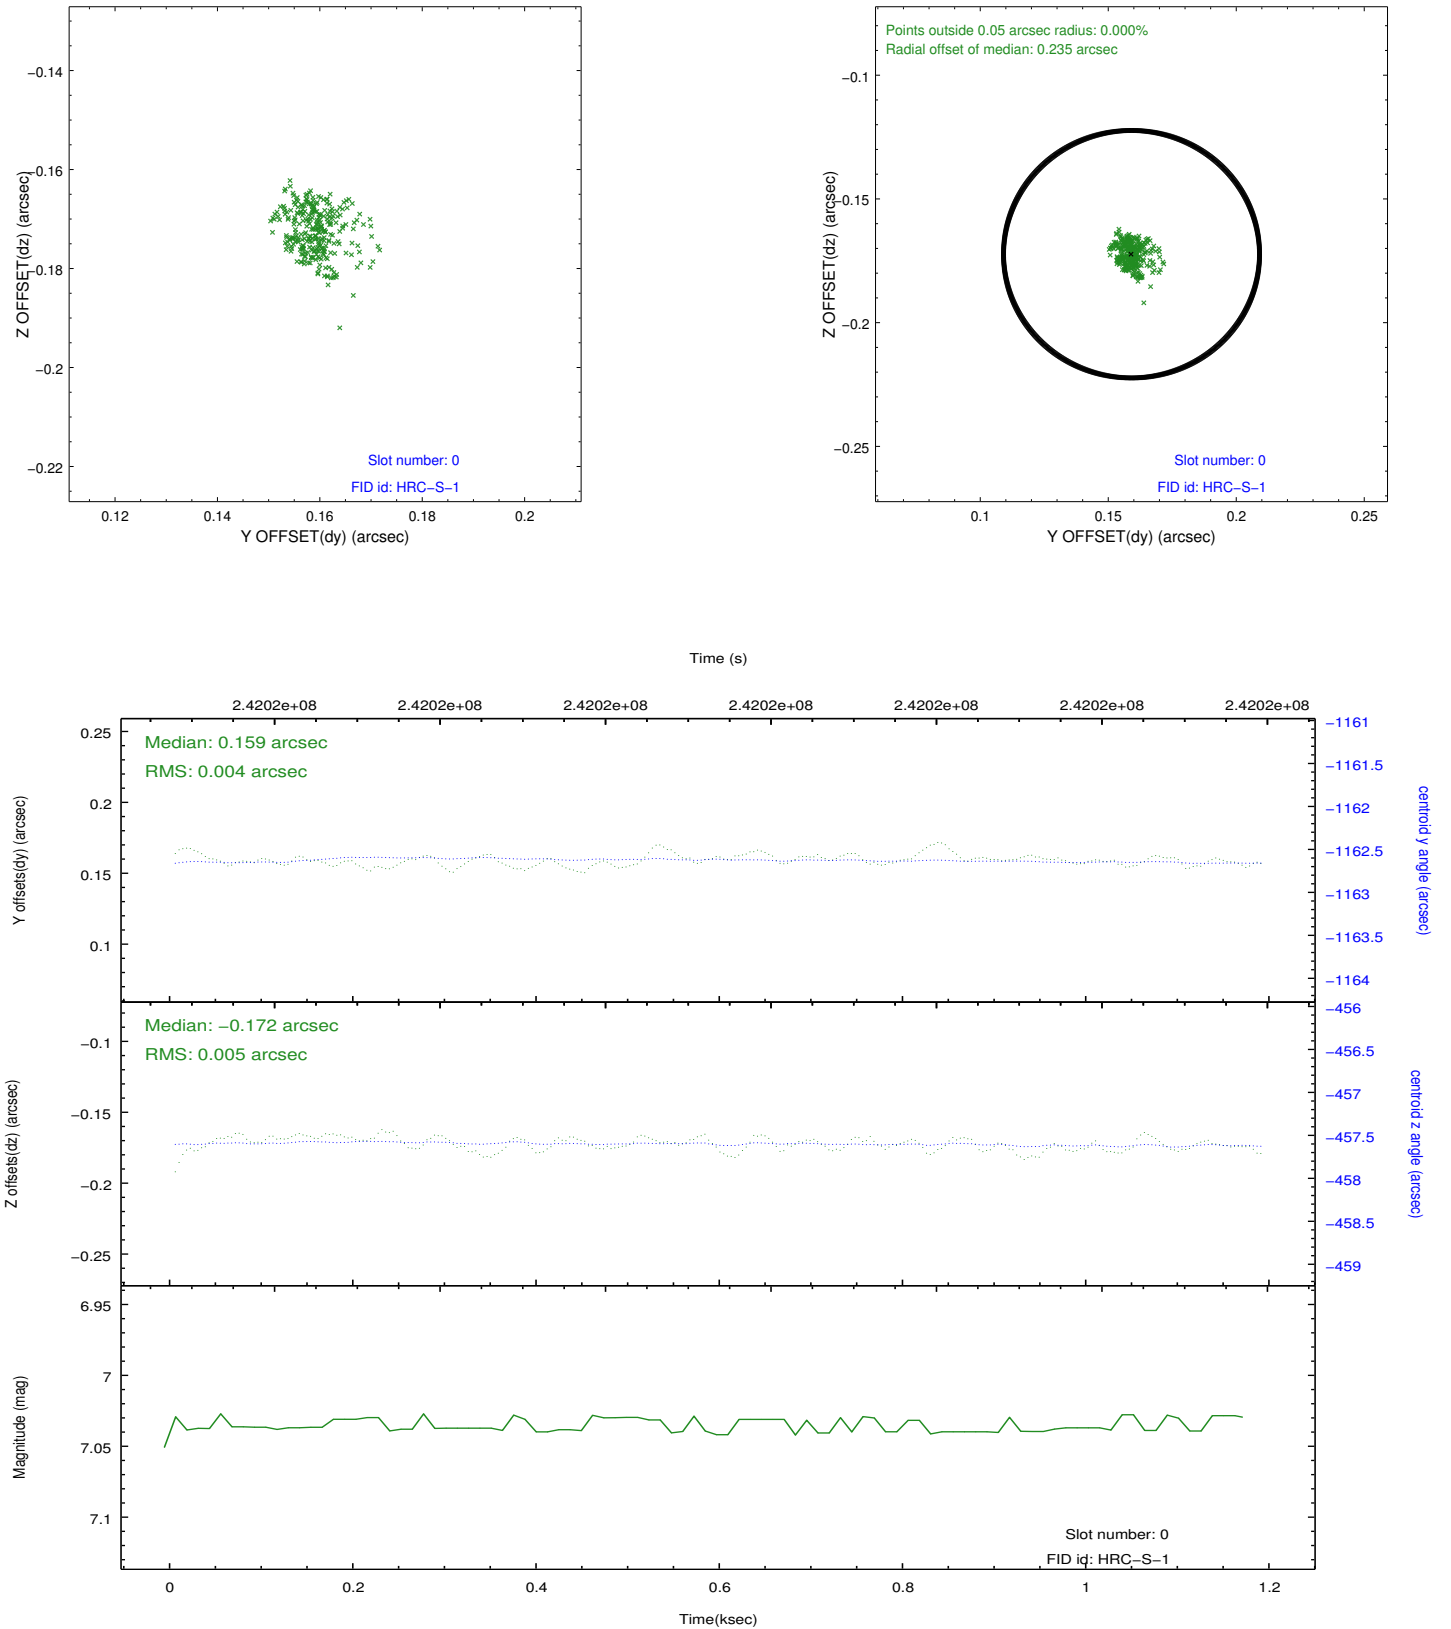 −0.14
−0.16
−0.18
−0.2
−0.22
Z OFFSET(dz) (arcsec)
Slot number: 0
FID id: HRC−S−1
0.12 0.14 0.16 0.18 0.2
Y OFFSET(dy) (arcsec)
Points outside 0.05 arcsec radius: 0.000%
Radial offset of median: 0.235 arcsec
−0.1
−0.15
−0.2
−0.25
Z OFFSET(dz) (arcsec)
Slot number: 0
FID id: HRC−S−1
0.1 0.15 0.2 0.25
Y OFFSET(dy) (arcsec)
Time (s)
2.4202e+08 2.4202e+08 2.4202e+08 2.4202e+08 2.4202e+08 2.4202e+08 2.4202e+08
Median: 0.159 arcsec
RMS: 0.004 arcsec
0.25
0.2
0.15
0.1
Y offsets(dy) (arcsec)
−1161
−1161.5
−1162
−1162.5
−1163
−1163.5
−1164
centroid y angle (arcsec)
Median: −0.172 arcsec
RMS: 0.005 arcsec
−0.1
−0.15
−0.2
−0.25
Z offsets(dz) (arcsec)
−456
−456.5
−457
−457.5
−458
−458.5
−459
centroid z angle (arcsec)
6.95
7
7.05
7.1
Magnitude (mag)
Slot number: 0
FID id: HRC−S−1
0 0.2 0.4 0.6 0.8 1 1.2
Time(ksec)